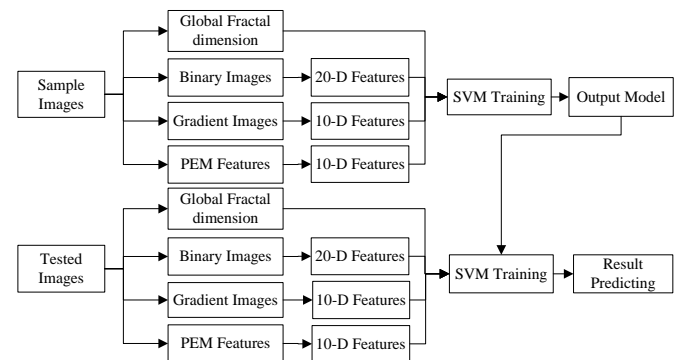 Global Fractal
dimension
Sample
Images
Binary Images
20-D Features
SVM Training
Output Model
Gradient Images
10-D Features
PEM Features
10-D Features
Global Fractal
dimension
Tested
Images
Binary Images
20-D Features
SVM Training
Result
Predicting
Gradient Images
10-D Features
PEM Features
10-D Features